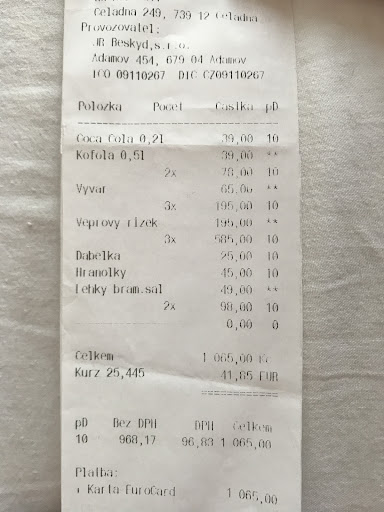 Celadna 249, 739 12 Celadna
Provozovatel:
JR Beskyd,s.r.o.
Adamov 454, 679 04 Adamov
ICO 09110267 DIC CZ09110267
Polozka Pocet Castka pD
Coca Cola 0,2l 39,00 10
Kofola 0,5l 39,00 **
2x 78,00 10
Vyvar 65,00 **
3x 195,00 10
Veprovy rizek 195,00 **
3x 585,00 10
Dabelka 25,00 10
Hranolky 45,00 10
Lehky bram.sal 49,00 **
2x 98,00 10
0,00 0
Celkem 1 065,00 Kc
Kurz 25,445 41,85 EUR
==========
pD Bez DPH DPH Celkem
10 968,17 96,83 1 065,00
Platba:
+ Karta EuroCard 1 065,00